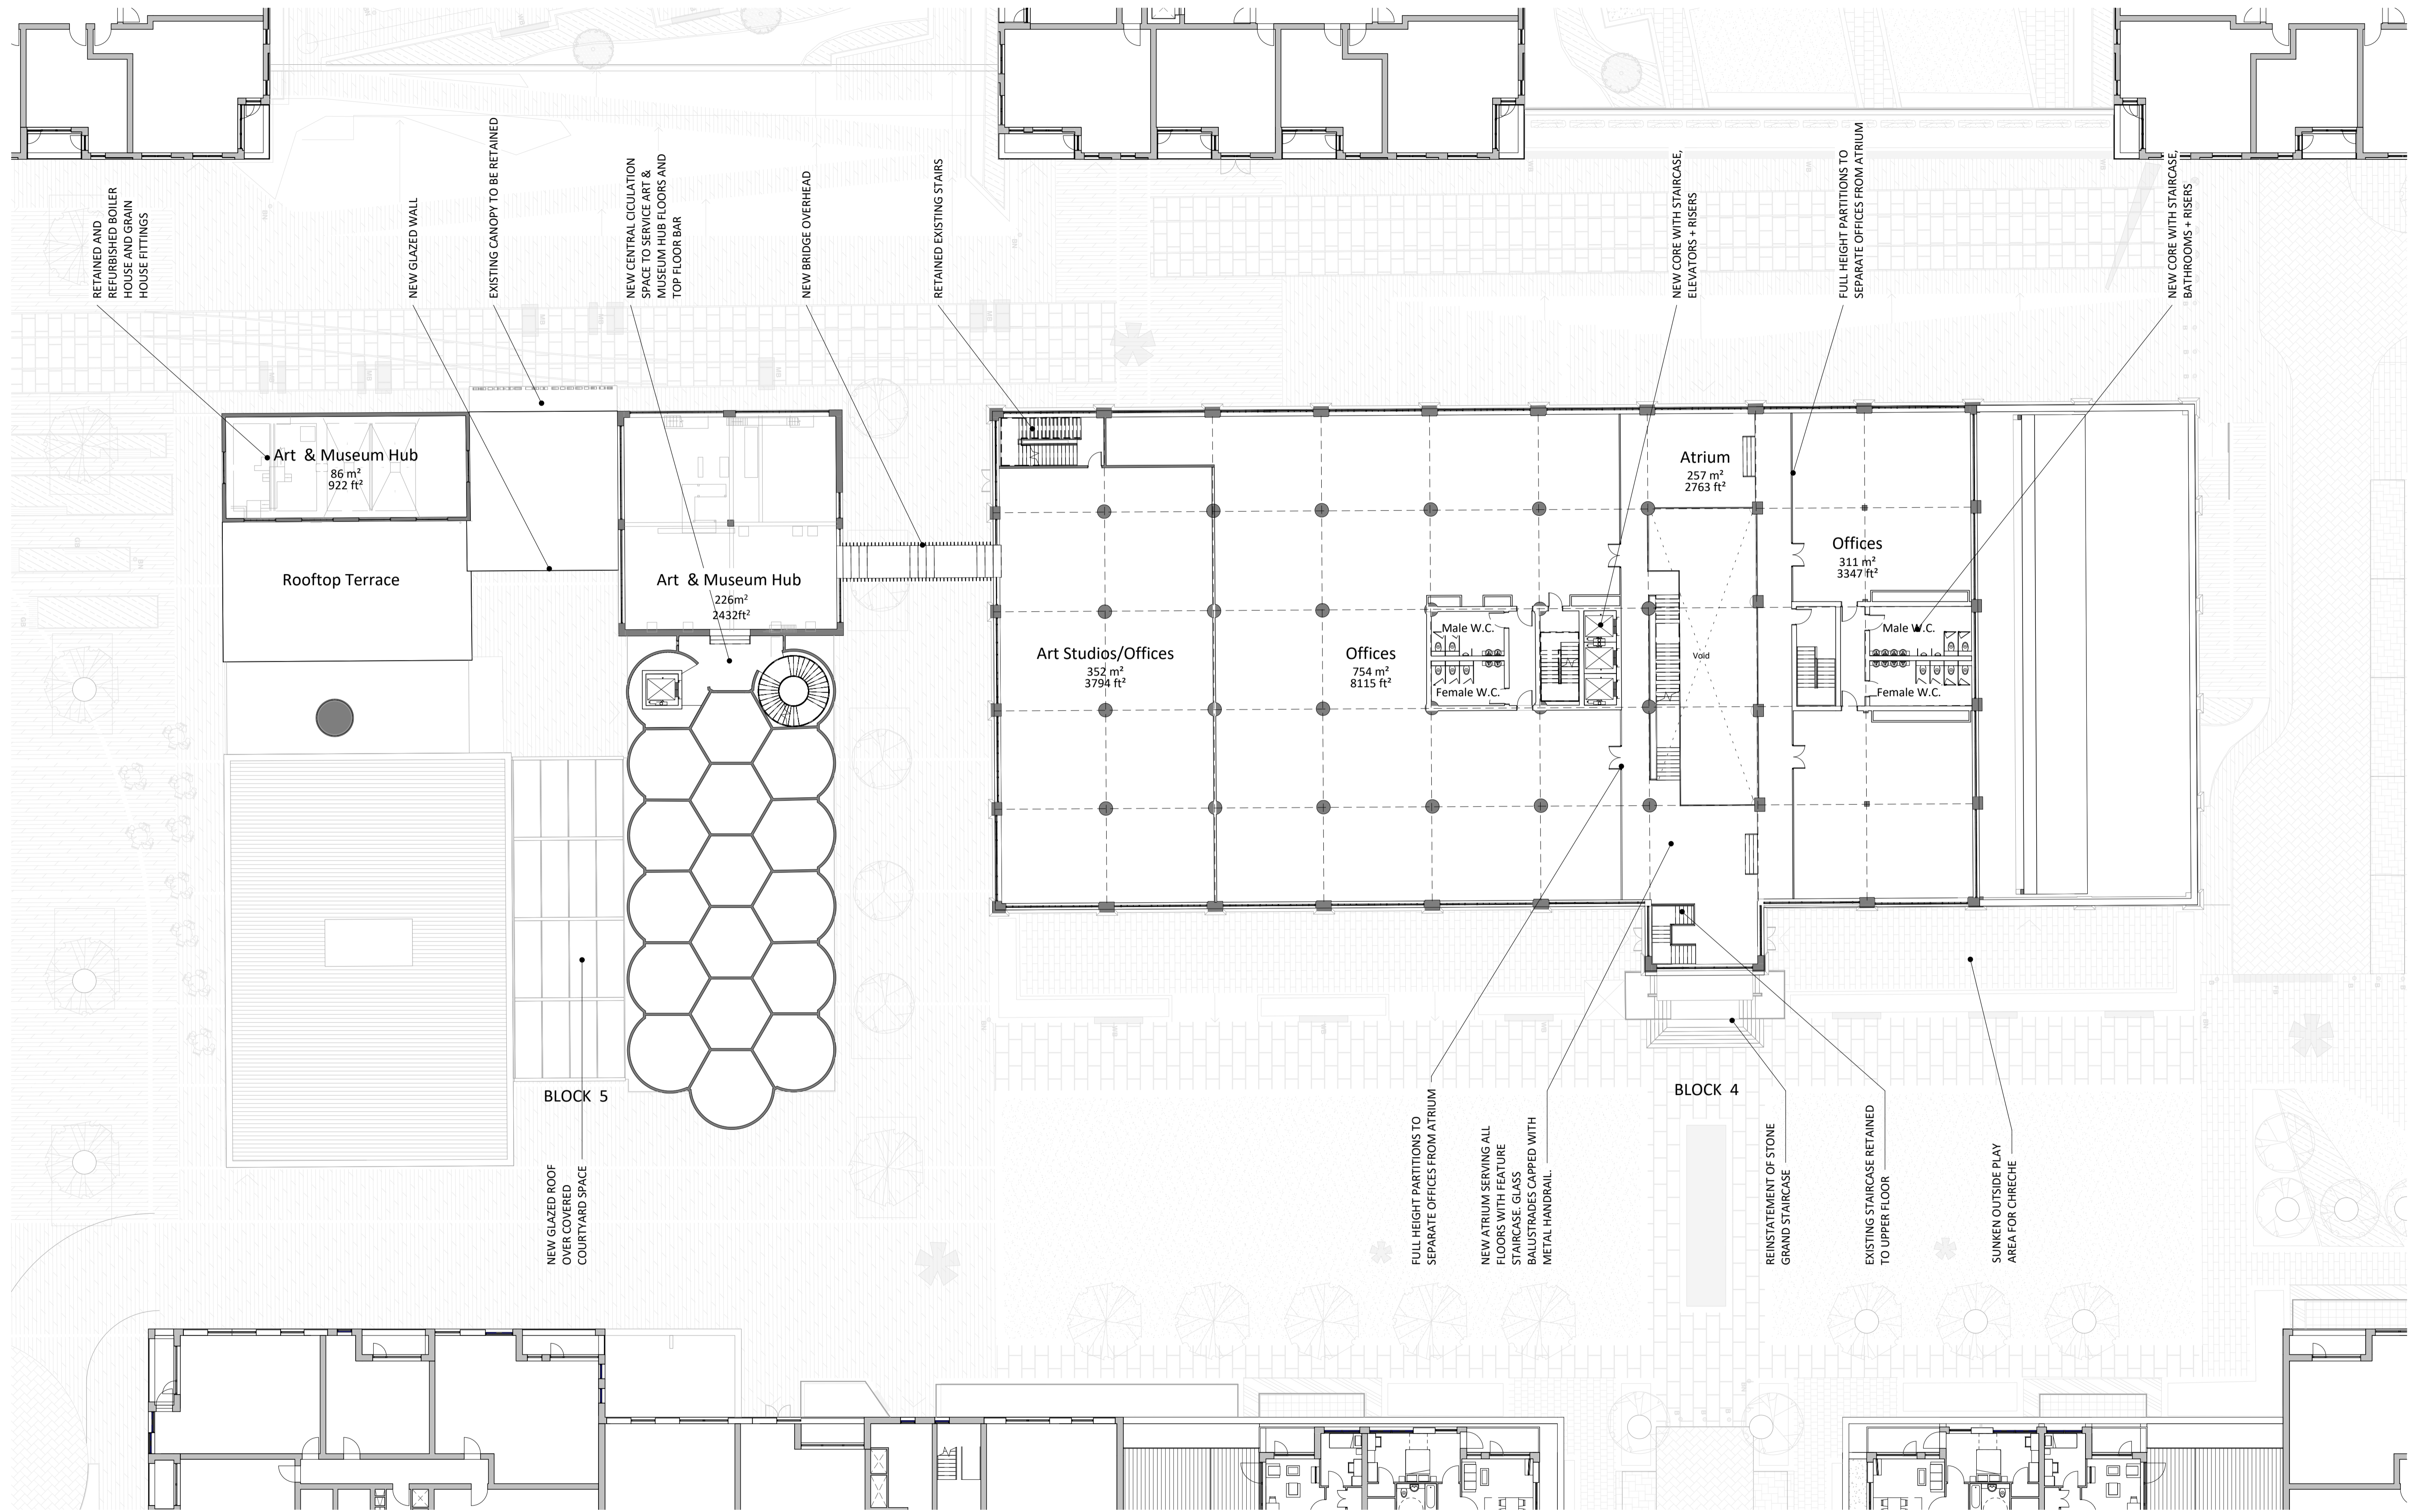 RETAINED AND
REFURBISHED BOILER
HOUSE AND GRAIN
HOUSE FITTINGS
NEW GLAZED WALL
EXISTING CANOPY TO BE RETAINED
NEW CENTRAL CICULATION
SPACE TO SERVICE ART &
MUSEUM HUB FLOORS AND
TOP FLOOR BAR
NEW BRIDGE OVERHEAD
RETAINED EXISTING STAIRS
NEW CORE WITH STAIRCASE,
ELEVATORS + RISERS
FULL HEIGHT PARTITIONS TO
SEPARATE OFFICES FROM ATRIUM
NEW CORE WITH STAIRCASE,
BATHROOMS + RISERS
Art & Museum Hub
86 m²
922 ft²
Rooftop Terrace
Art & Museum Hub
226m²
2432ft²
Art Studios/Offices
352 m²
3794 ft²
Offices
754 m²
8115 ft²
Male W.C.
Female W.C.
Atrium
257 m²
2763 ft²
Void
Offices
311 m²
3347 ft²
Male W.C.
Female W.C.
BLOCK 5
BLOCK 4
NEW GLAZED ROOF
OVER COVERED
COURTYARD SPACE
FULL HEIGHT PARTITIONS TO
SEPARATE OFFICES FROM ATRIUM
NEW ATRIUM SERVING ALL
FLOORS WITH FEATURE
STAIRCASE. GLASS
BALUSTRADES CAPPED WITH
METAL HANDRAIL.
REINSTATEMENT OF STONE
GRAND STAIRCASE
EXISTING STAIRCASE RETAINED
TO UPPER FLOOR
SUNKEN OUTSIDE PLAY
AREA FOR CHRECHE